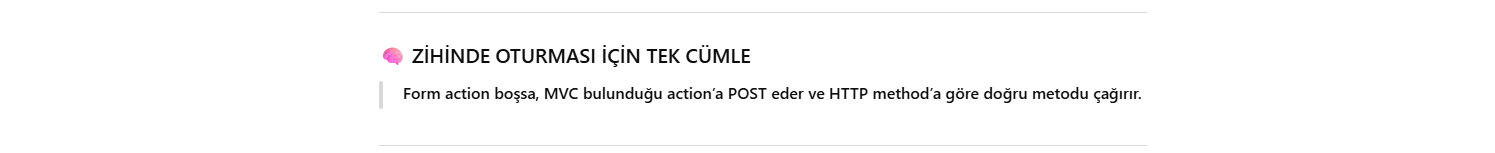 🧠 ZİHİNDE OTURMASI İÇİN TEK CÜMLE
Form action boşsa, MVC bulunduğu action’a POST eder ve HTTP method’a göre doğru metodu çağırır.